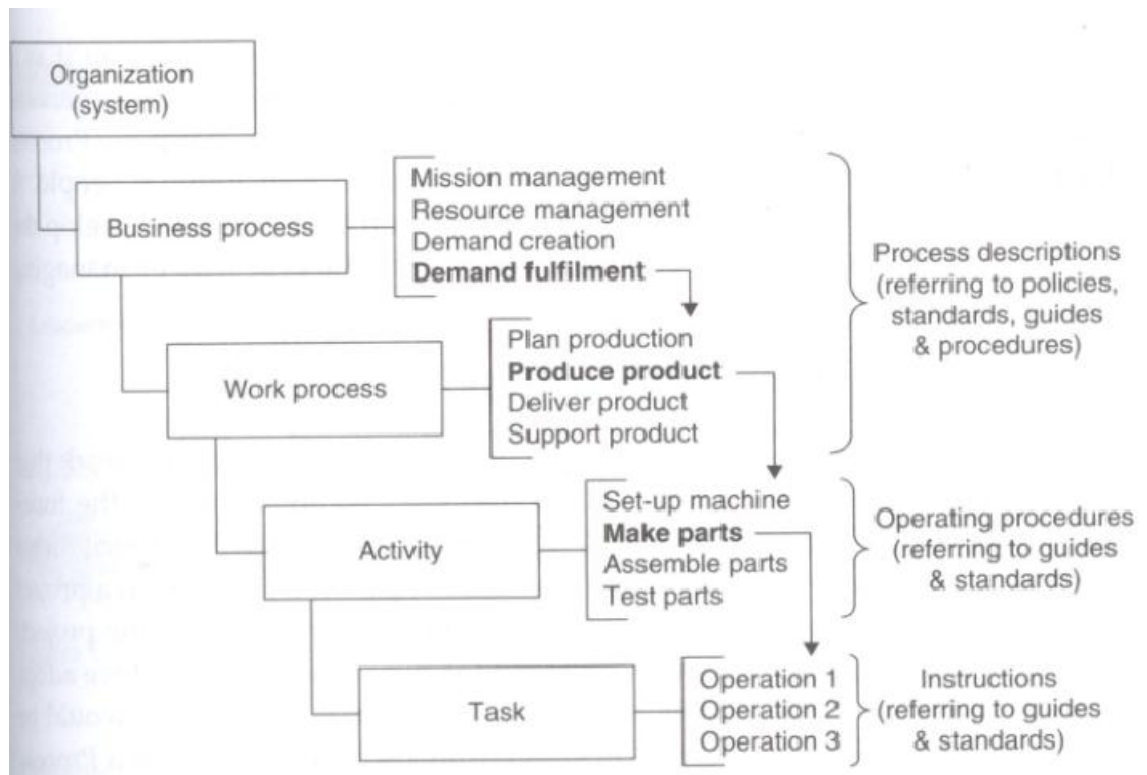 Organization
(system)
Business process
Mission management
Resource management
Demand creation
Demand fulfilment
Process descriptions
(referring to policies,
standards, guides
& procedures)
Work process
Plan production
Produce product
Deliver product
Support product
Activity
Set-up machine
Make parts
Assemble parts
Test parts
Operating procedures
(referring to guides
& standards)
Task
Operation 1
Operation 2
Operation 3
Instructions
(referring to guides
& standards)